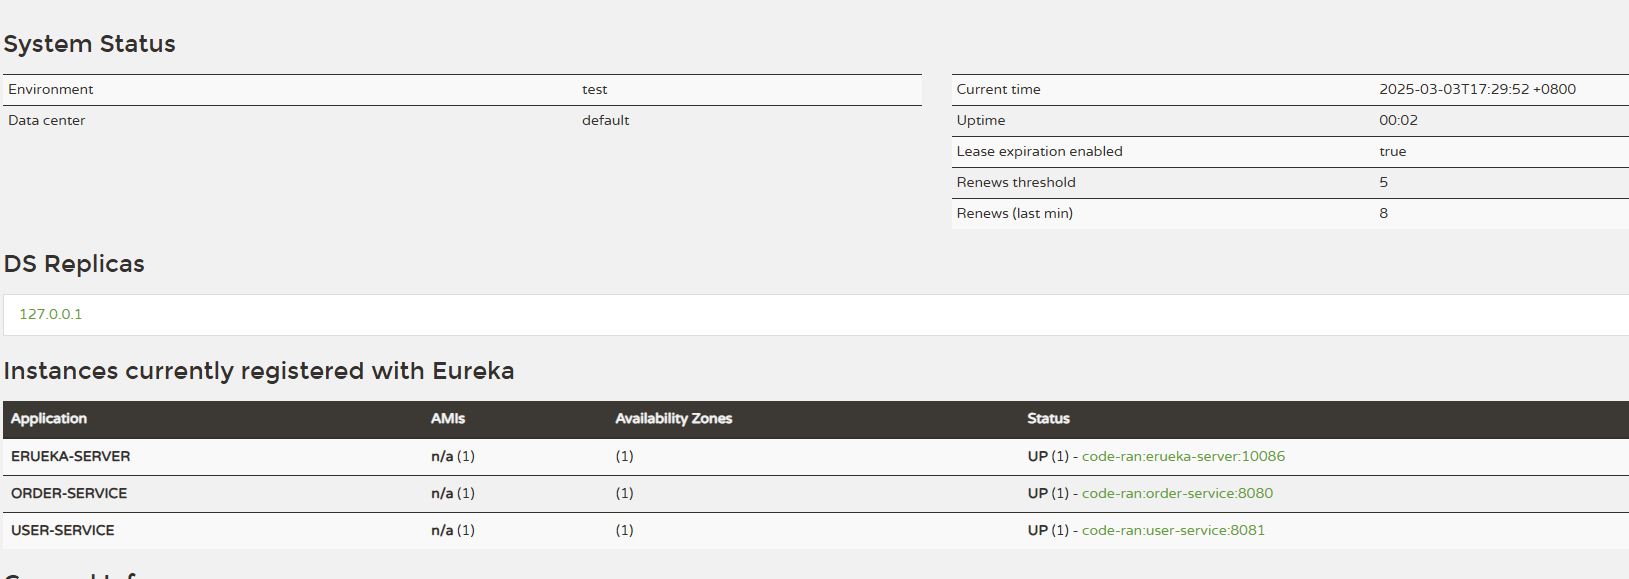 System Status
Environment test
Data center default
Current time 2025-03-03T17:29:52 +0800
Uptime 00:02
Lease expiration enabled true
Renews threshold 5
Renews (last min) 8
DS Replicas
127.0.0.1
Instances currently registered with Eureka
Application AMIs Availability Zones Status
ERUEKA-SERVER n/a (1) (1) UP (1) - code-ran:erueka-server:10086
ORDER-SERVICE n/a (1) (1) UP (1) - code-ran:order-service:8080
USER-SERVICE n/a (1) (1) UP (1) - code-ran:user-service:8081